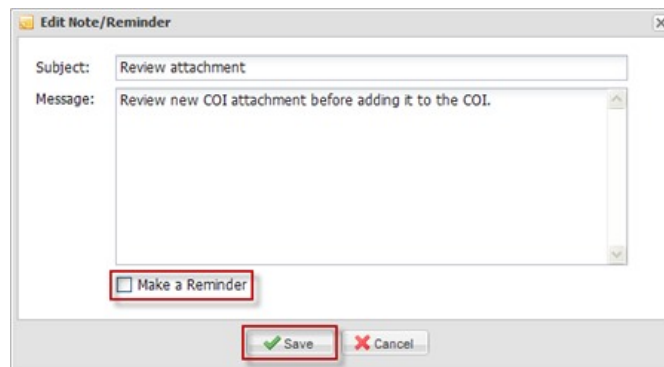 Edit Note/Reminder
Subject: Review attachment
Message: Review new COI attachment before adding it to the COI.
Make a Reminder
Save Cancel